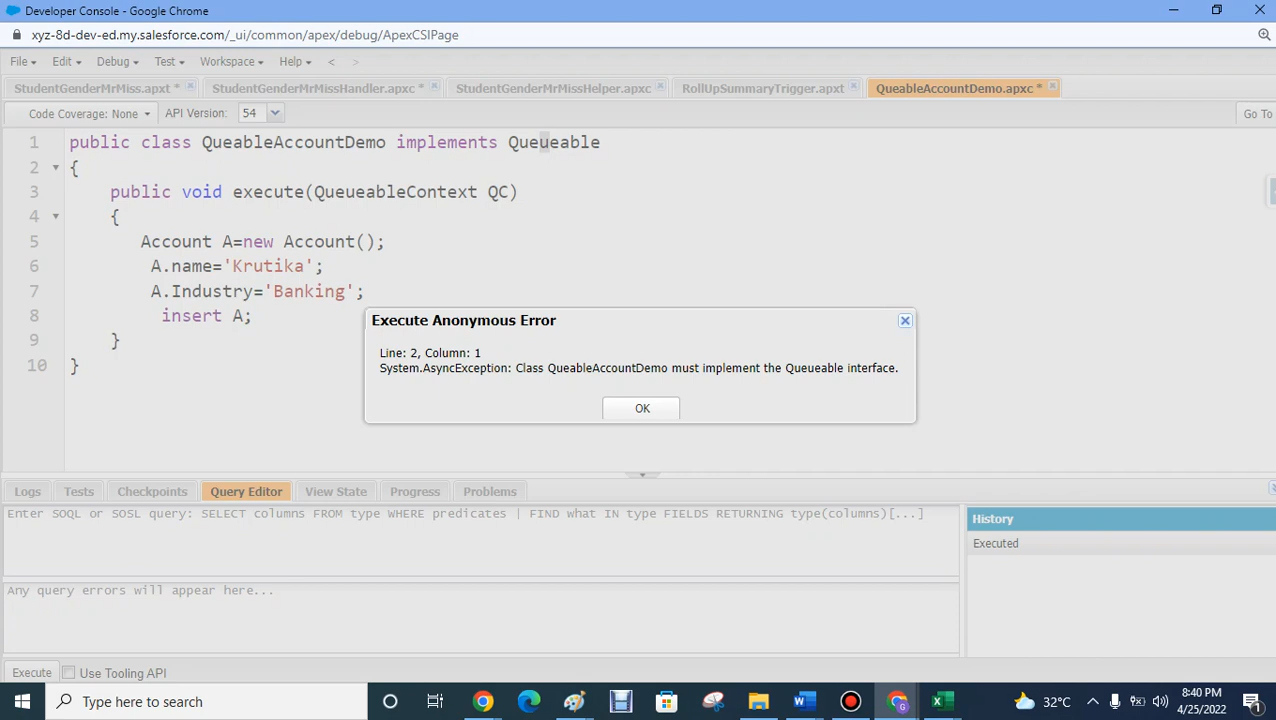 Developer Console - Google Chrome
xyz-8d-dev-ed.my.salesforce.com/_ui/common/apex/debug/ApexCSIPage
File Edit Debug Test Workspace Help < >
StudentGenderMrMiss.apxt * StudentGenderMrMissHandler.apxc * StudentGenderMrMissHelper.apxc RollUpSummaryTrigger.apxt QueableAccountDemo.apxc *
Code Coverage: None API Version: 54 Go To
1 public class QueableAccountDemo implements Queueable
2 {
3 public void execute(QueueableContext QC)
4 {
5 Account A=new Account();
6 A.name='Krutika';
7 A.Industry='Banking';
8 insert A;
9 }
10 }
Execute Anonymous Error
Line: 2, Column: 1
System.AsyncException: Class QueableAccountDemo must implement the Queueable interface.
OK
Logs Tests Checkpoints Query Editor View State Progress Problems
Enter SOQL or SOSL query: SELECT columns FROM type WHERE predicates | FIND what IN type FIELDS RETURNING type(columns)[...]
History
Executed
Any query errors will appear here...
Execute Use Tooling API
Type here to search
32°C
8:40 PM
4/25/2022
1